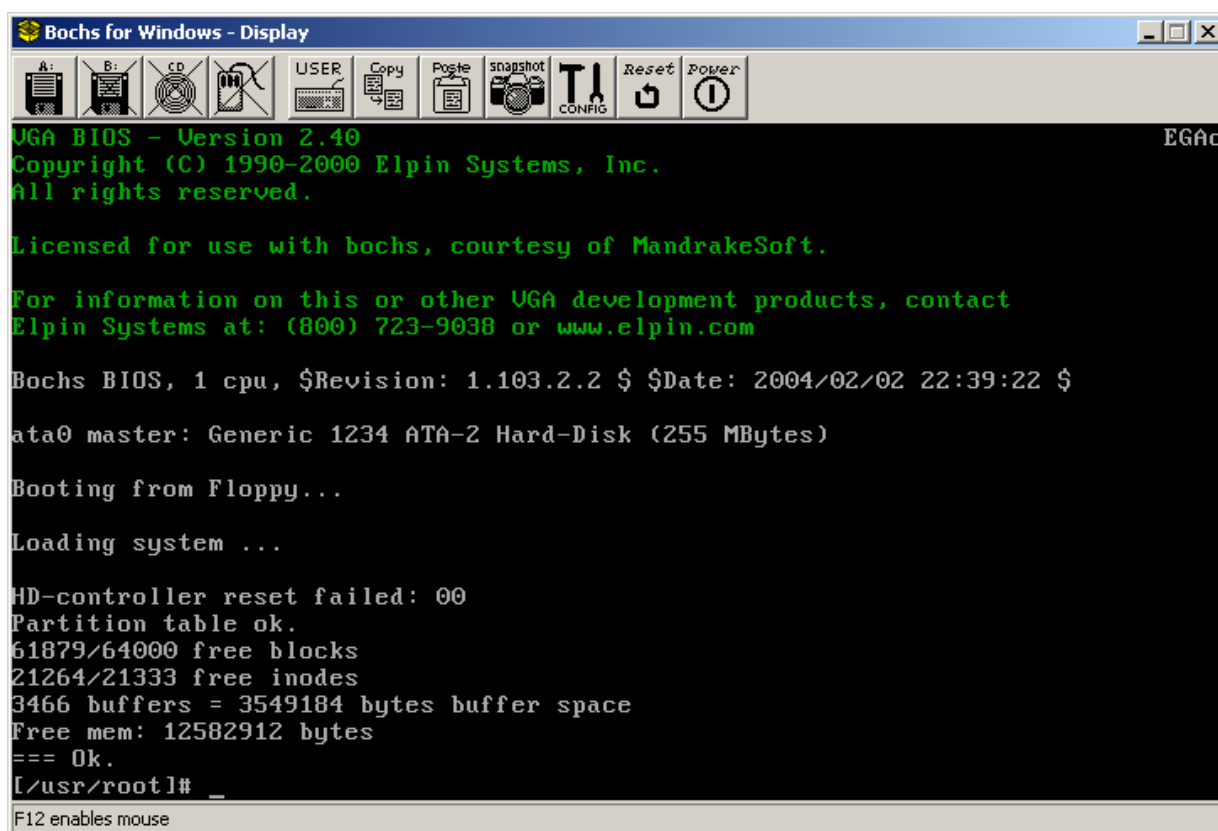 Bochs for Windows - Display
A: B: CD USER Copy Paste snapshot CONFIG Reset Power
VGA BIOS - Version 2.40 EGAc
Copyright (C) 1990-2000 Elpin Systems, Inc.
All rights reserved.
Licensed for use with bochs, courtesy of MandrakeSoft.
For information on this or other VGA development products, contact
Elpin Systems at: (800) 723-9038 or www.elpin.com
Bochs BIOS, 1 cpu, $Revision: 1.103.2.2 $ $Date: 2004/02/02 22:39:22 $
ata0 master: Generic 1234 ATA-2 Hard-Disk (255 MBytes)
Booting from Floppy...
Loading system ...
HD-controller reset failed: 00
Partition table ok.
61879/64000 free blocks
21264/21333 free inodes
3466 buffers = 3549184 bytes buffer space
Free mem: 12582912 bytes
=== Ok.
[/usr/root]# _
F12 enables mouse